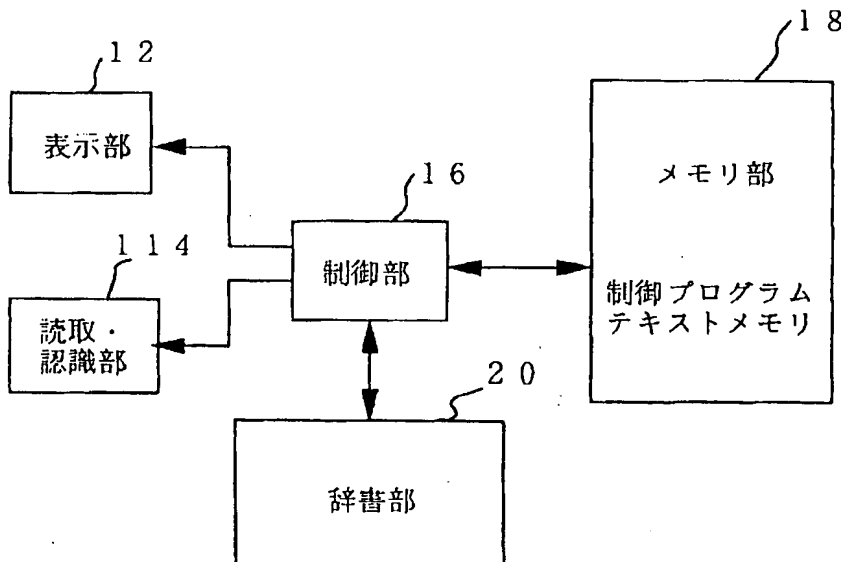 12
表示部
114
読取・
認識部
16
制御部
18
メモリ部
制御プログラム
テキストメモリ
20
辞書部